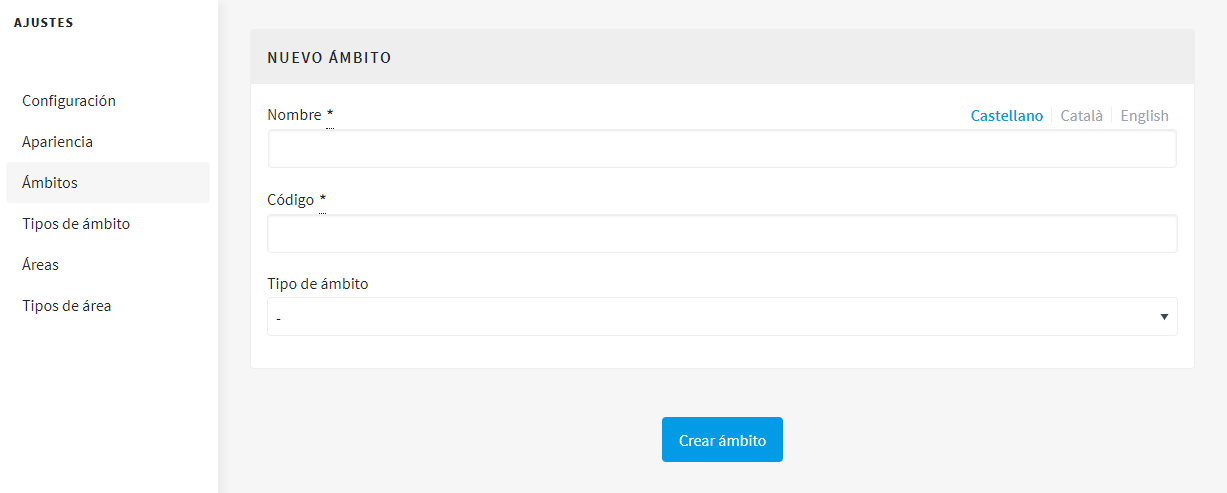 AJUSTES
Configuración
Apariencia
Ámbitos
Tipos de ámbito
Áreas
Tipos de área
NUEVO ÁMBITO
Nombre * Castellano Català English
Código *
Tipo de ámbito
-
Crear ámbito